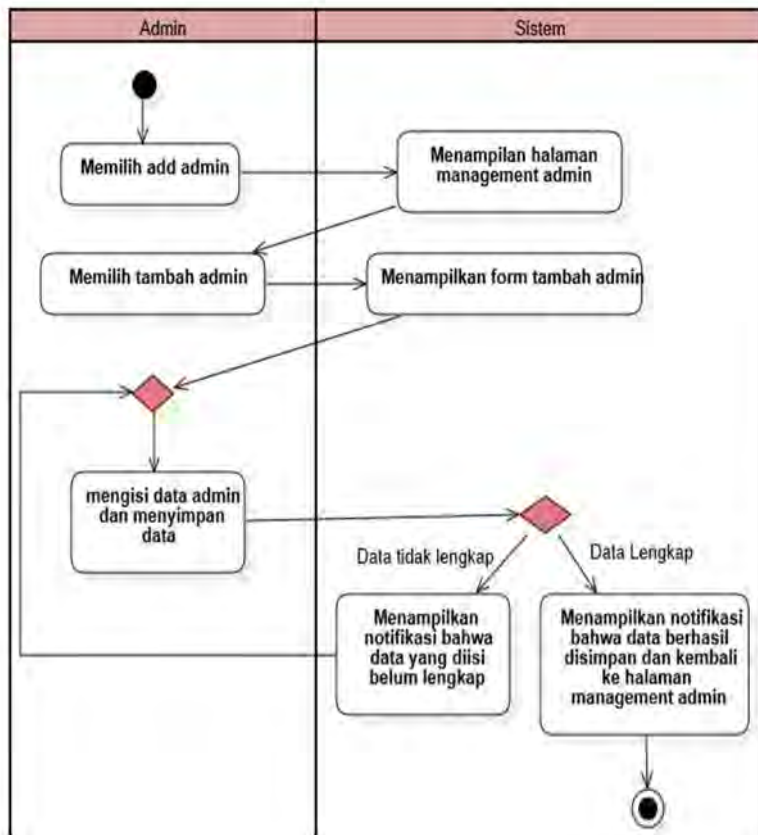 Admin
Sistem
Memilih add admin
Menampilan halaman
management admin
Memilih tambah admin
Menampilkan form tambah admin
mengisi data admin
dan menyimpan
data
Data tidak lengkap
Data Lengkap
Menampilkan
notifikasi bahwa
data yang diisi
belum lengkap
Menampilkan notifikasi
bahwa data berhasil
disimpan dan kembali
ke halaman
management admin